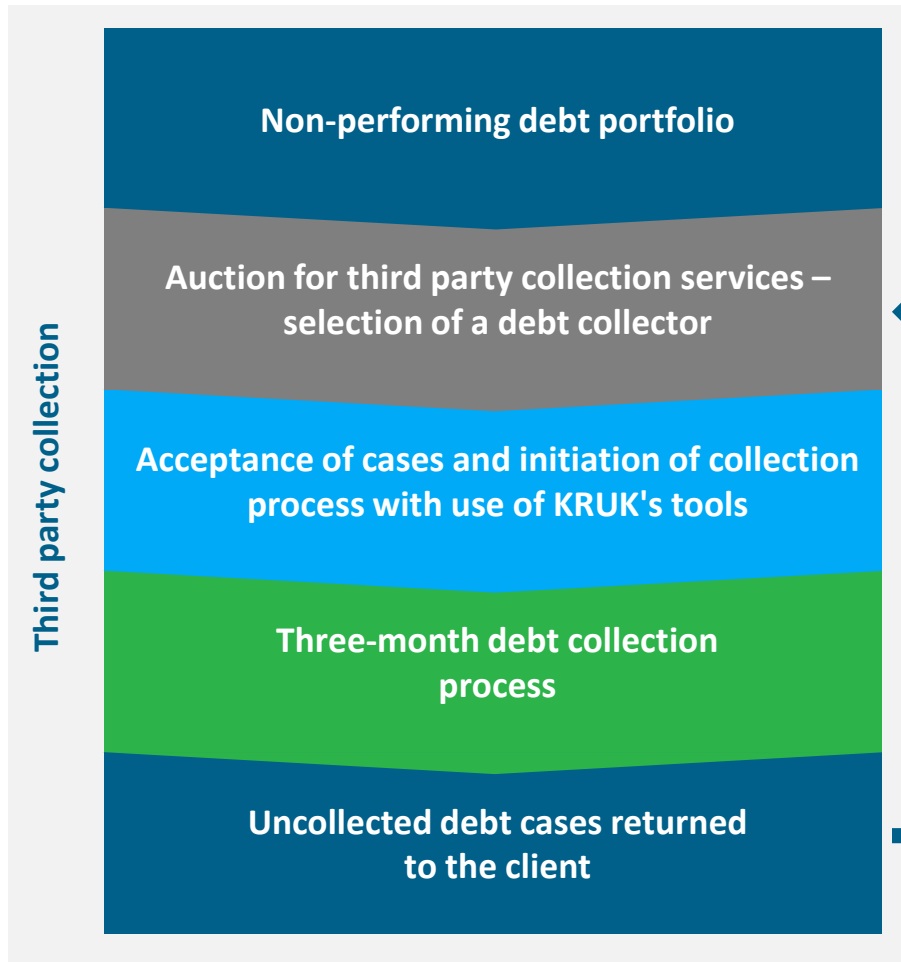 Third party collection
Non-performing debt portfolio
Auction for third party collection services –
selection of a debt collector
Acceptance of cases and initiation of collection
process with use of KRUK's tools
Three-month debt collection
process
Uncollected debt cases returned
to the client